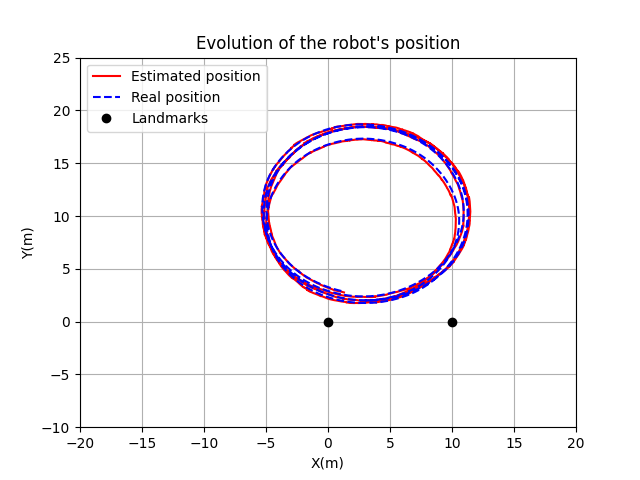 Evolution of the robot's position
Estimated position
Real position
Landmarks
Y(m)
25
20
15
10
5
0
−5
−10
−20 −15 −10 −5 0 5 10 15 20
X(m)